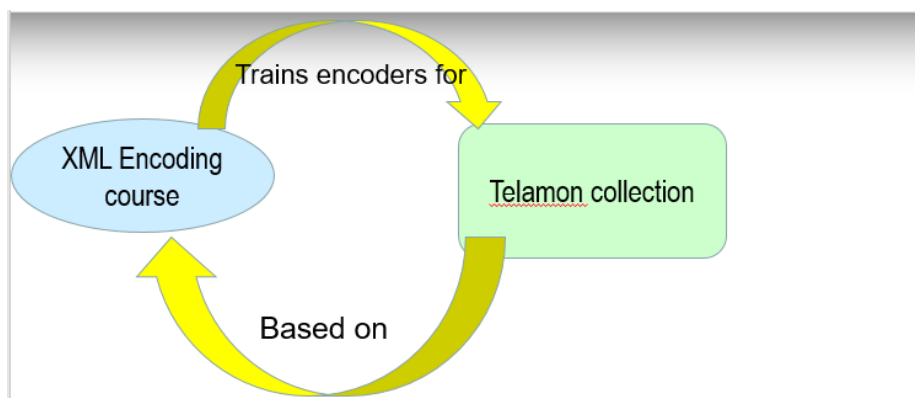 Trains encoders for
XML Encoding
course
Telamon collection
Based on